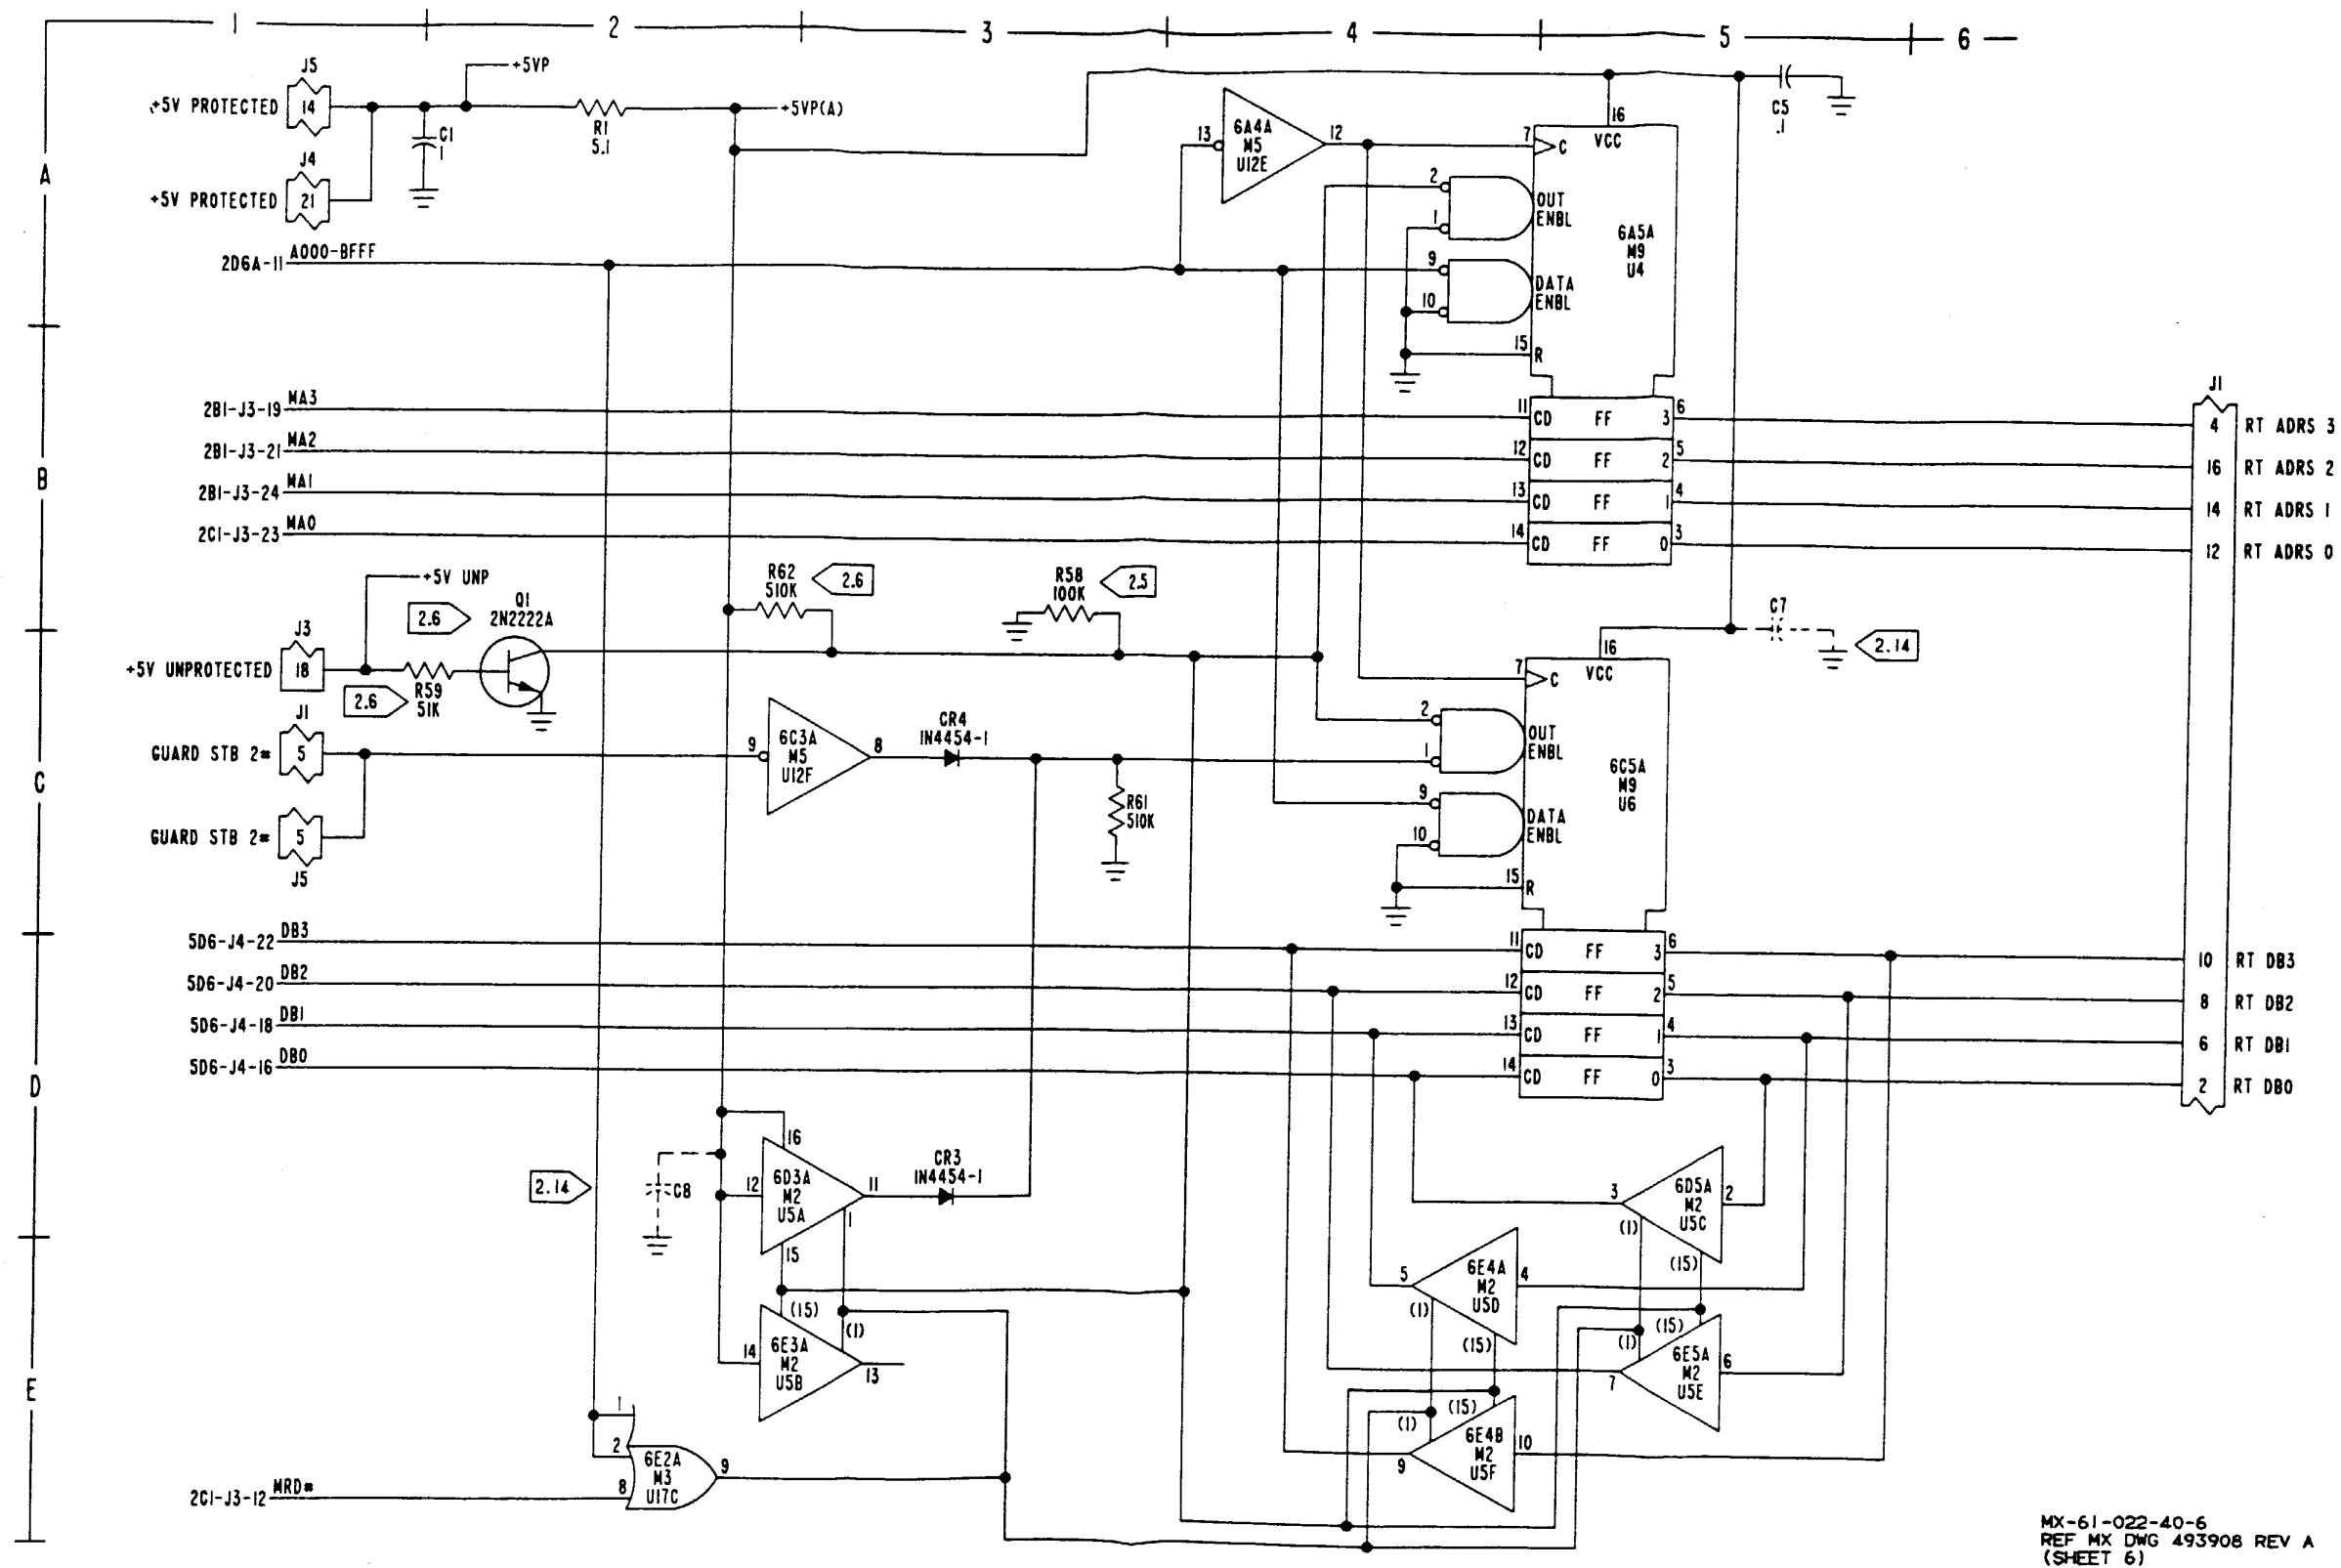 1 2 3 4 5 6
A
B
C
D
E
J5
+5V PROTECTED 14
+5VP
C1
1
R1
5.1
+5VP(A)
J4
+5V PROTECTED 21
2D6A-11 A000-BFFF
13 6A4A 12
M5
U12E
7 C
16
VCC
C5
.1
2
1
OUT
ENBL
9
10
DATA
ENBL
15 R
6A5A
M9
U4
2B1-J3-19 MA3
11 CD FF 3 6
2B1-J3-21 MA2
12 CD FF 2 5
2B1-J3-24 MA1
13 CD FF 1 4
2C1-J3-23 MA0
14 CD FF 0 3
J1
4 RT ADRS 3
16 RT ADRS 2
14 RT ADRS 1
12 RT ADRS 0
+5V UNP
2.6
Q1
2N2222A
R62
510K
2.6
R58
100K
2.5
J3
+5V UNPROTECTED 18
2.6
R59
51K
C7
2.14
J1
GUARD STB 2* 5
GUARD STB 2* 5
J5
9 6C3A 8
M5
U12F
CR4
1N4454-1
R61
510K
7 C
16
VCC
2
1
OUT
ENBL
9
10
DATA
ENBL
15 R
6C5A
M9
U6
5D6-J4-22 DB3
11 CD FF 3 6
5D6-J4-20 DB2
12 CD FF 2 5
5D6-J4-18 DB1
13 CD FF 1 4
5D6-J4-16 DB0
14 CD FF 0 3
10 RT DB3
8 RT DB2
6 RT DB1
2 RT DB0
2.14
C8
16
12 6D3A 11
M2
U5A
1
15
CR3
1N4454-1
(15)
(1)
14 6E3A
M2
U5B
13
3 6D5A 2
M2
U5C
(1)
(15)
5 6E4A 4
M2
U5D
(1)
(15)
(15)
(1)
6E5A 6
M2
U5E
7
(15)
(1)
6E4B 10
M2
U5F
9
1
2
6E2A
M3
U17C
8
9
2C1-J3-12 MRD*
MX-61-022-40-6
REF MX DWG 493908 REV A
(SHEET 6)